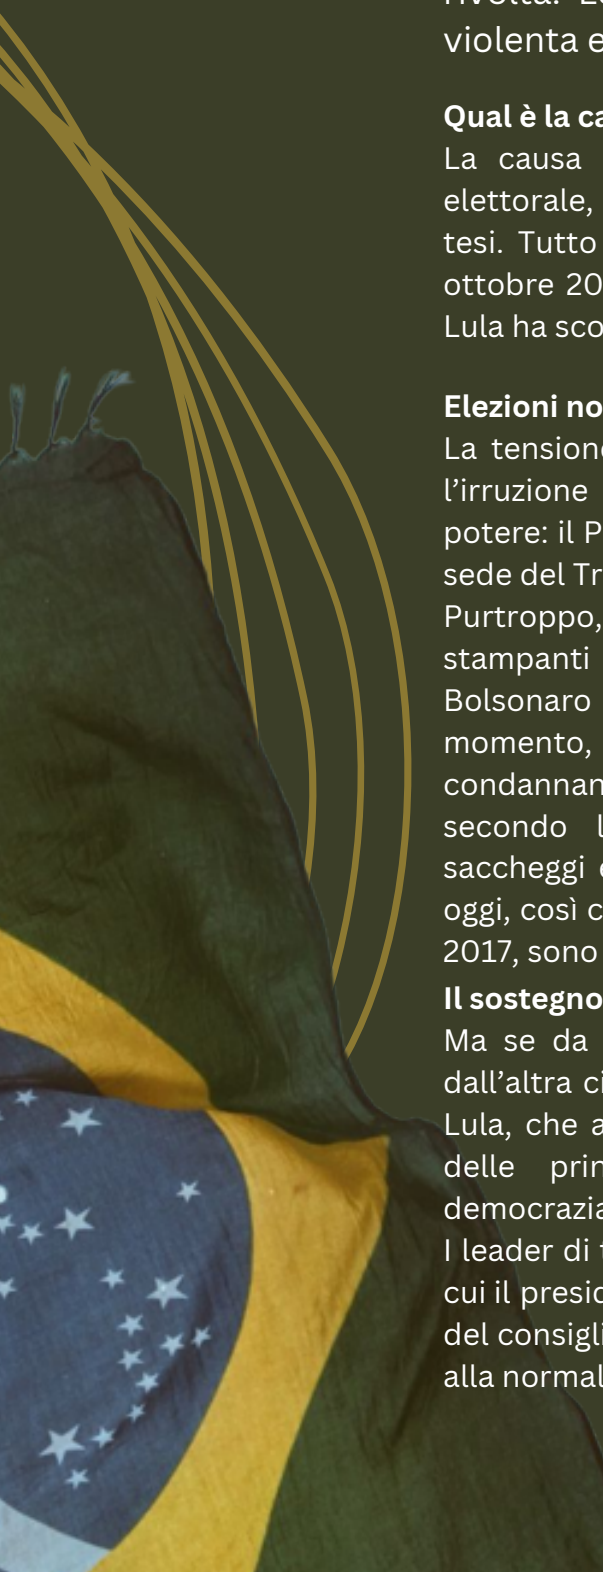 violenta e
Qual è la ca
La causa
elettorale,
tesi. Tutto
ottobre 20
Lula ha sco
Elezioni no
La tensione
l’irruzione
potere: il P
sede del Tr
Purtroppo,
stampanti
Bolsonaro
momento,
condannan
secondo l
saccheggi e
oggi, così c
2017, sono
Il sostegno
Ma se da
dall’altra ci
Lula, che a
delle prin
democrazia
I leader di t
cui il presid
del consigli
alla normal